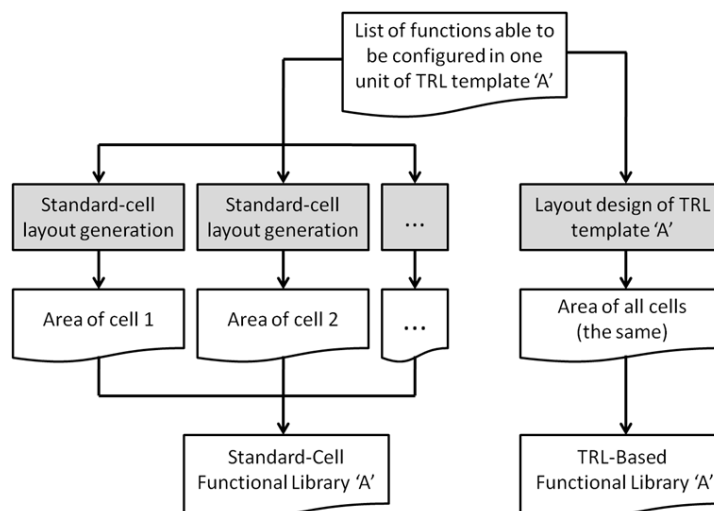 List of functions able to
be configured in one
unit of TRL template ‘A’
Standard-cell
layout generation
Standard-cell
layout generation
...
Layout design of TRL
template ‘A’
Area of cell 1
Area of cell 2
...
Area of all cells
(the same)
Standard-Cell
Functional Library ‘A’
TRL-Based
Functional Library ‘A’